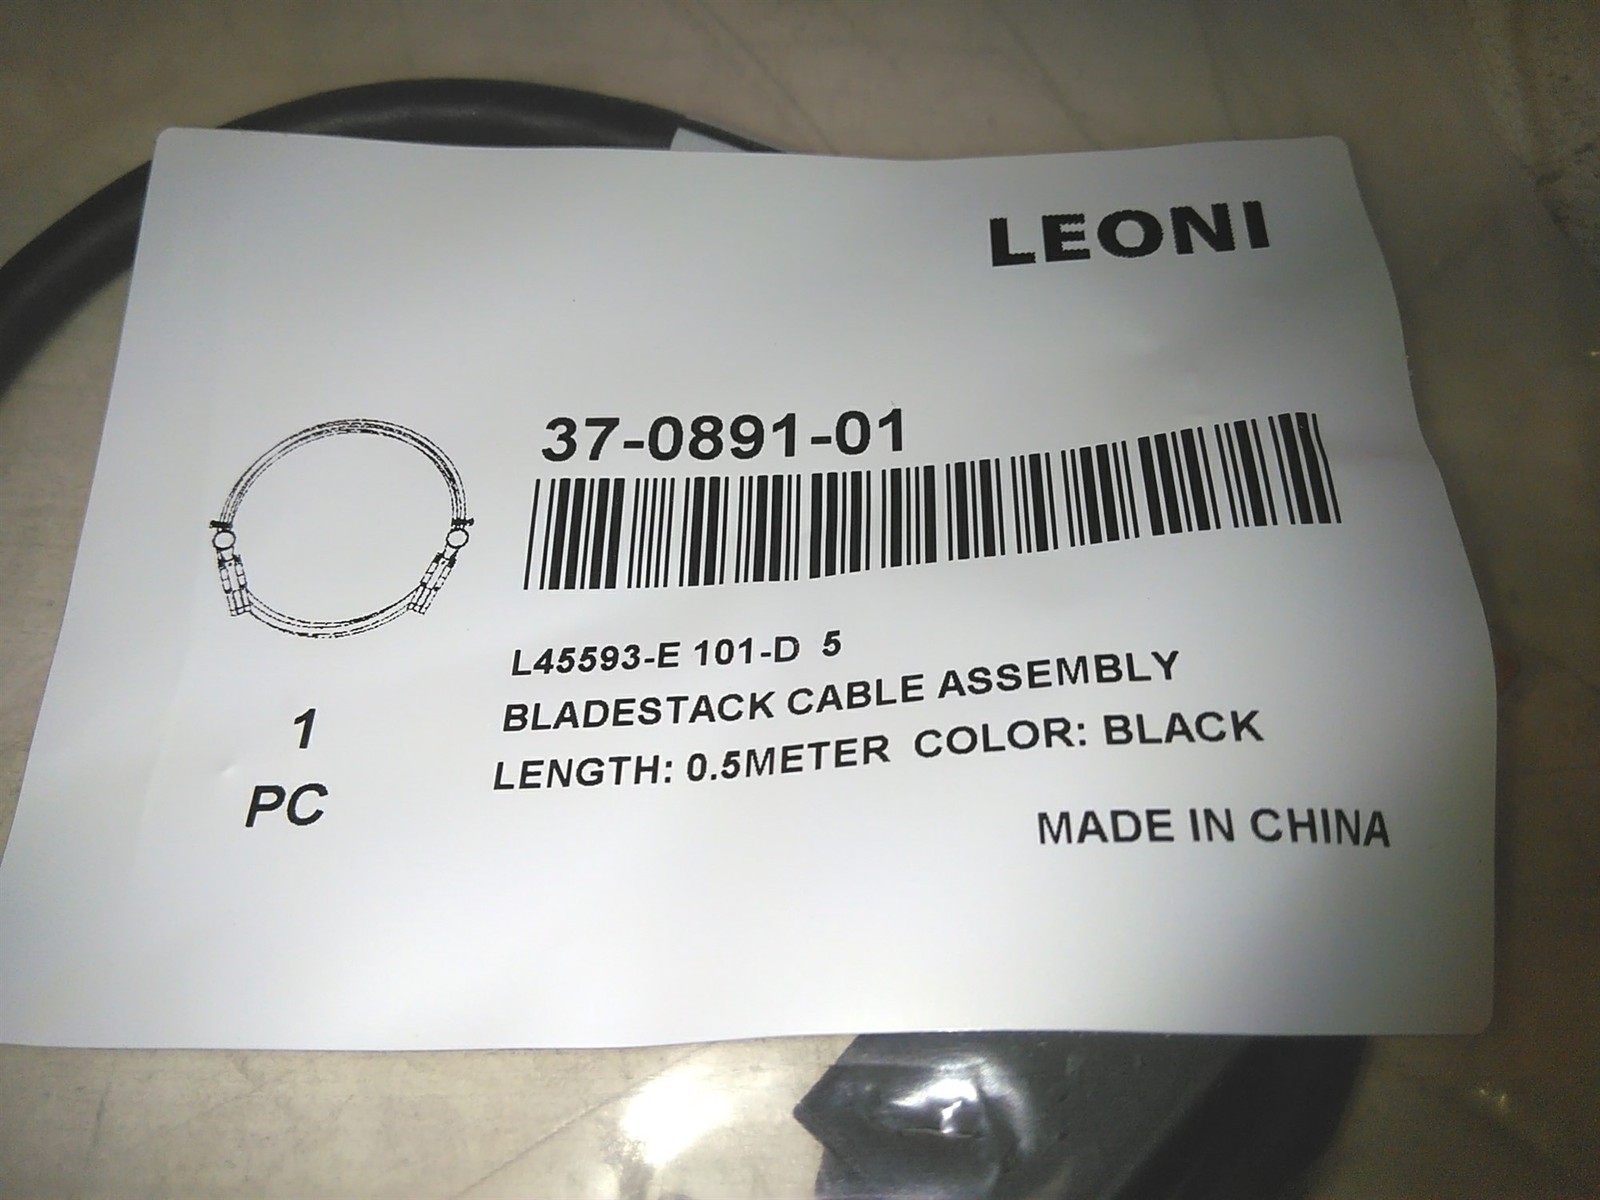 LEONI
37-0891-01
L45593-E 101-D 5
BLADESTACK CABLE ASSEMBLY
LENGTH: 0.5METER COLOR: BLACK
1
PC
MADE IN CHINA